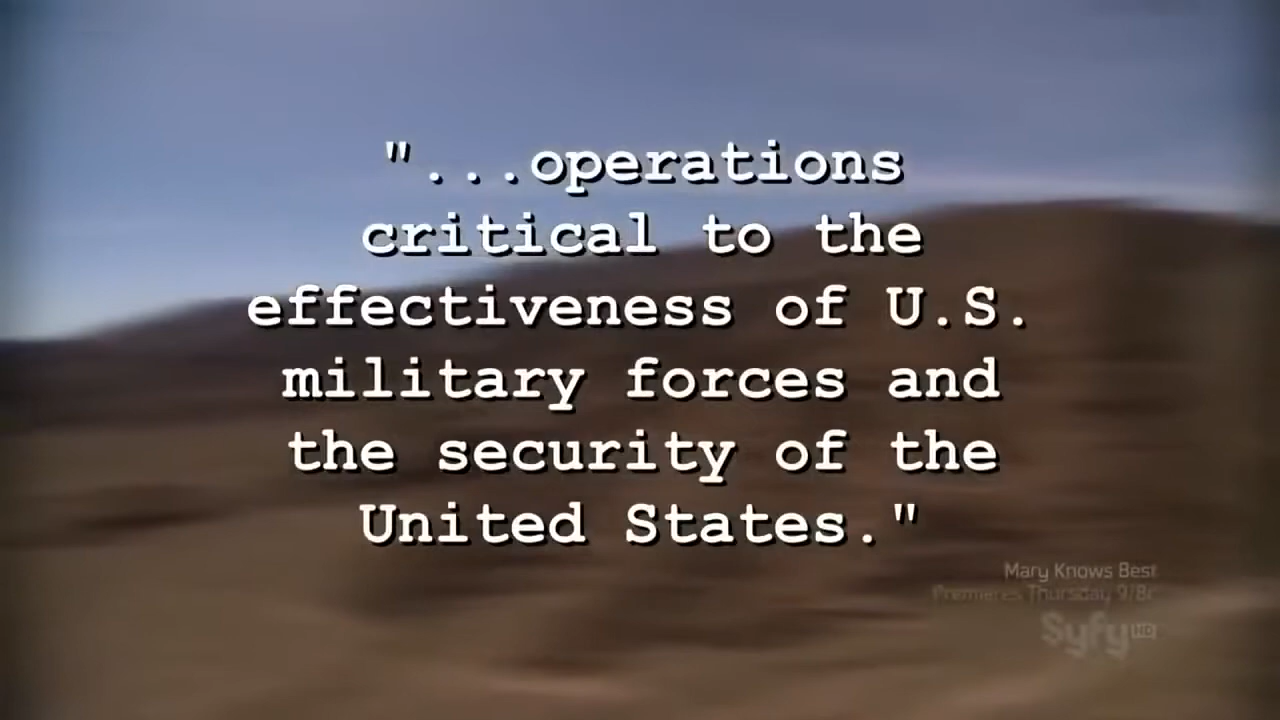 "...operations
critical to the
effectiveness of U.S.
military forces and
the security of the
United States."
Mary Knows Best
Premieres Thursday 9/8c
Syfy HD